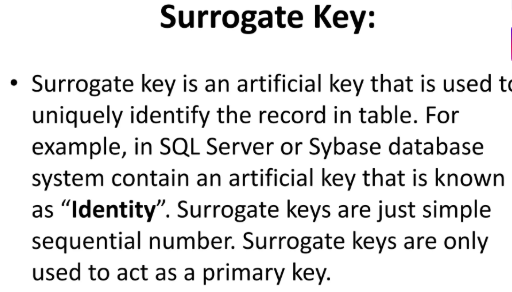 Surrogate Key:
• Surrogate key is an artificial key that is used to
uniquely identify the record in table. For
example, in SQL Server or Sybase database
system contain an artificial key that is known
as “Identity”. Surrogate keys are just simple
sequential number. Surrogate keys are only
used to act as a primary key.